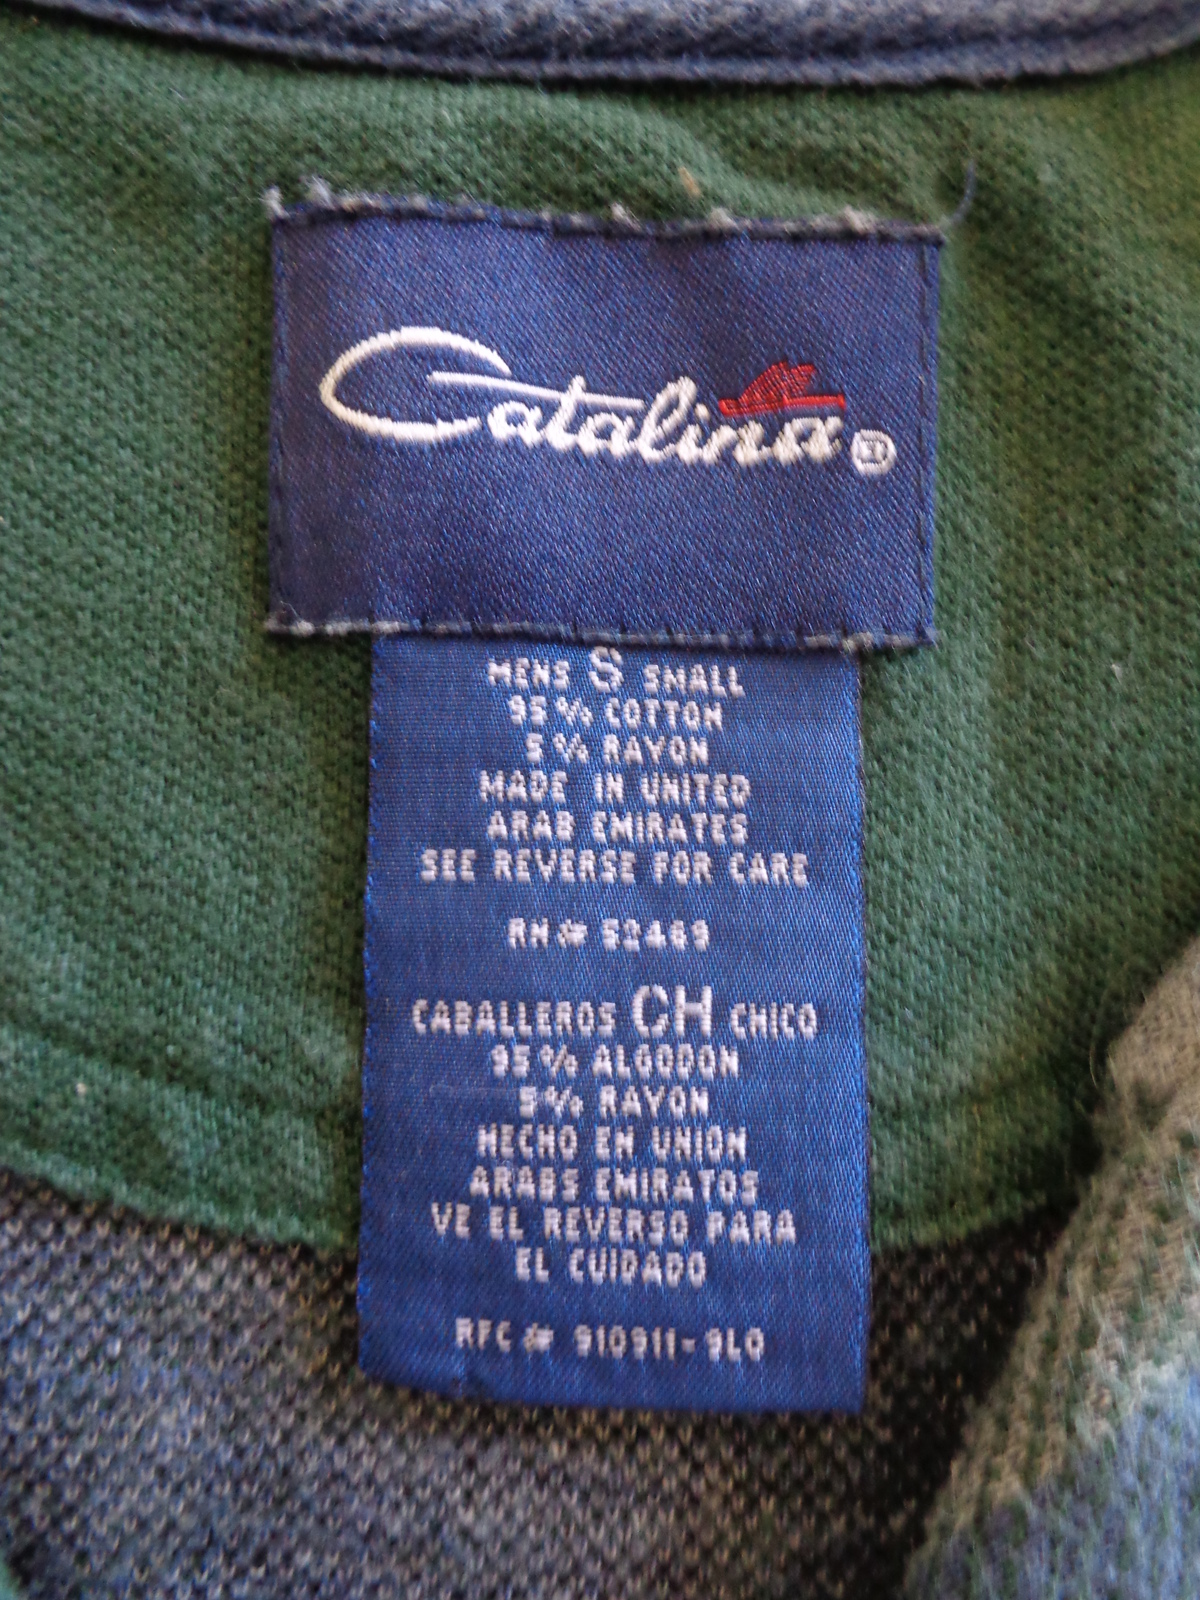 Catalina®
MENS S SMALL
95% COTTON
5% RAYON
MADE IN UNITED
ARAB EMIRATES
SEE REVERSE FOR CARE
RN# 52469
CABALLEROS CH CHICO
95% ALGODON
5% RAYON
HECHO EN UNION
ARABS EMIRATOS
VE EL REVERSO PARA
EL CUIDADO
RFC# 910911-9L0